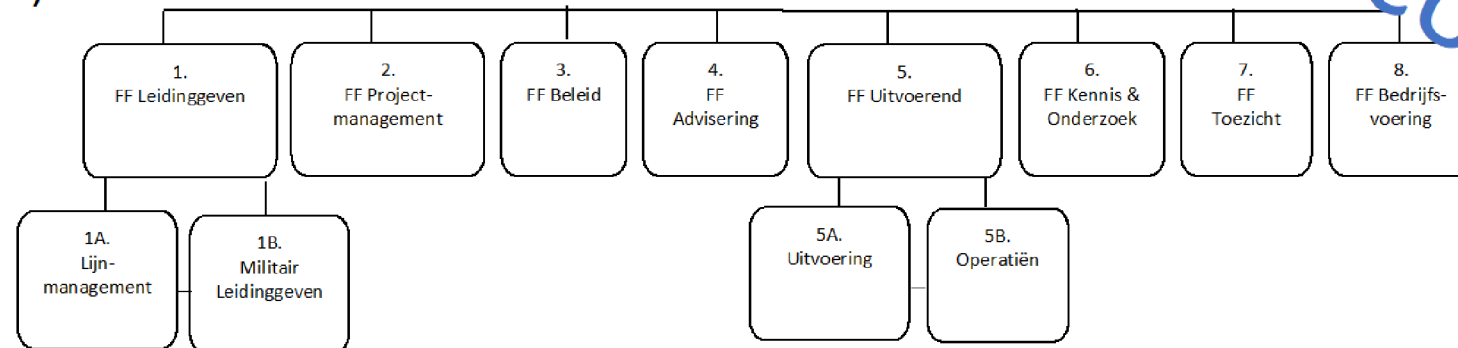 1.
FF Leidinggeven
2.
FF Project-
management
3.
FF Beleid
4.
FF
Advisering
5.
FF Uitvoerend
6.
FF Kennis &
Onderzoek
7.
FF
Toezicht
8.
FF Bedrijfs-
voering
1A.
Lijn-
management
1B.
Militair
Leidinggeven
5A.
Uitvoering
5B.
Operatiën